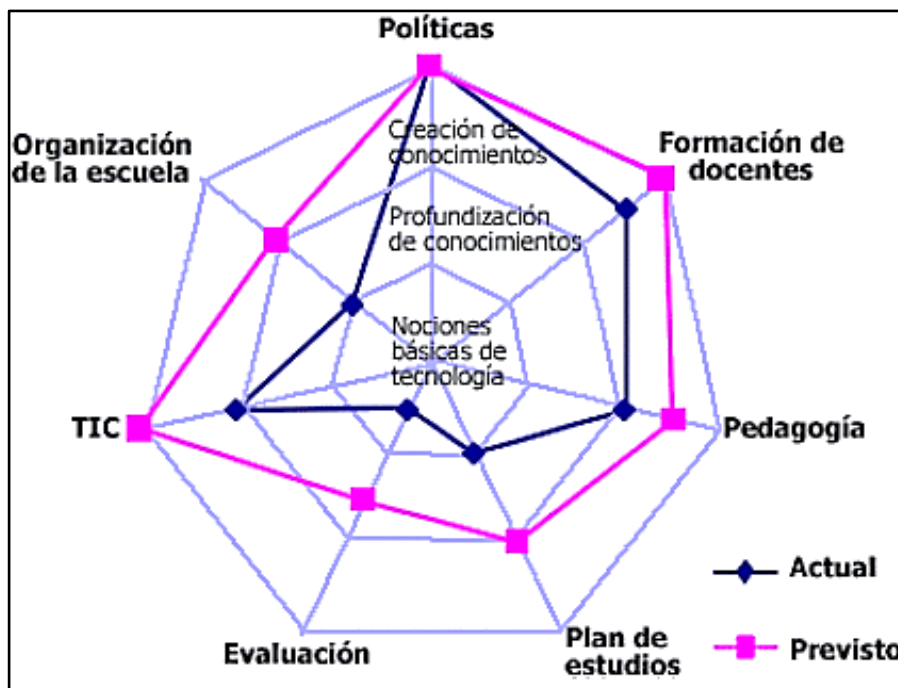 Políticas
Creación de
conocimientos
Organización
de la escuela
Formación de
docentes
Profundización
de conocimientos
Nociones
básicas de
tecnología
TIC
Pedagogía
Evaluación
Plan de
estudios
Actual
Previsto